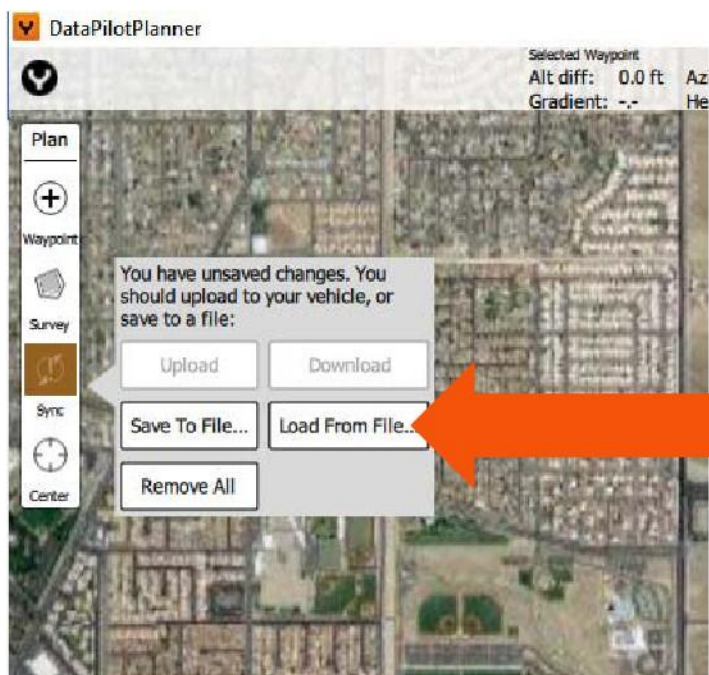 DataPilotPlanner
Selected Waypoint
Alt diff: 0.0 ft Az
Gradient: -.- He
Plan
Waypoint
Survey
Sync
Center
You have unsaved changes. You
should upload to your vehicle, or
save to a file:
Upload Download
Save To File... Load From File...
Remove All